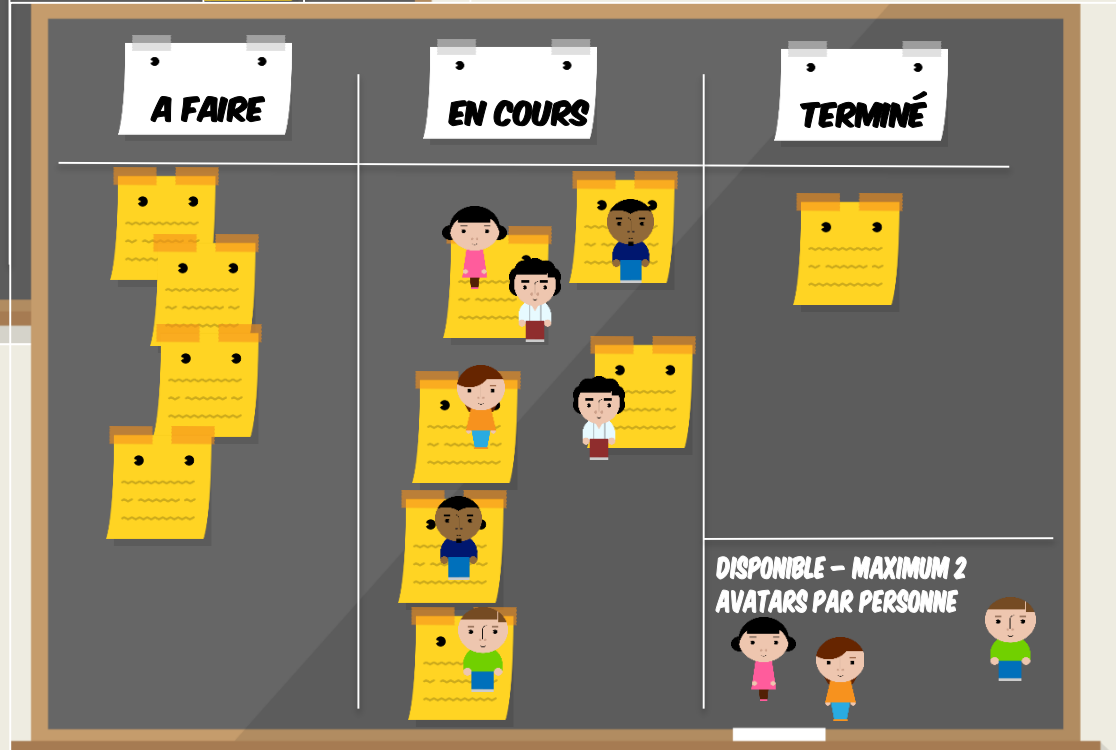 A FAIRE
EN COURS
TERMINÉ
DISPONIBLE – MAXIMUM 2
AVATARS PAR PERSONNE